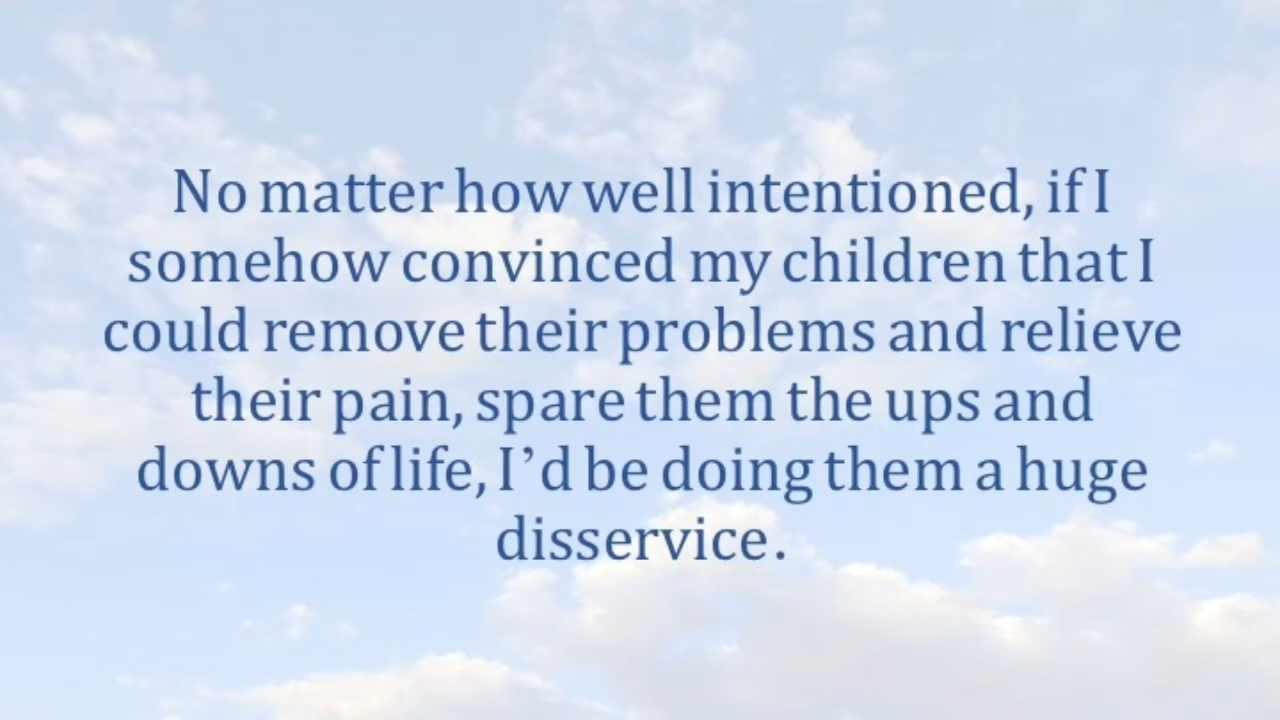 No matter how well intentioned, if I
somehow convinced my children that I
could remove their problems and relieve
their pain, spare them the ups and
downs of life, I’d be doing them a huge
disservice.